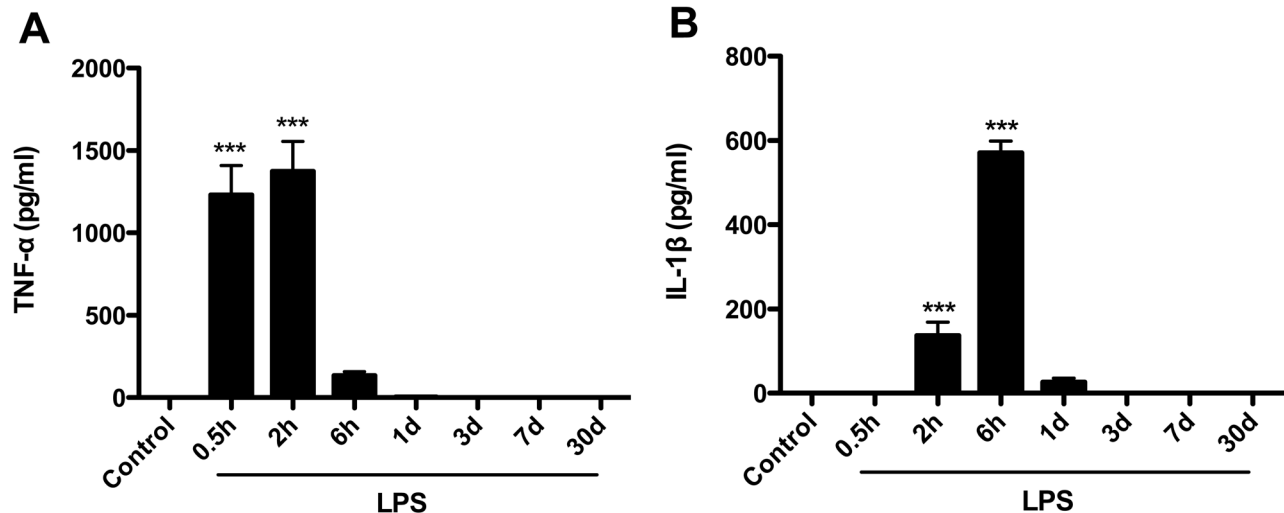 A
TNF-α (pg/ml)
2000
1500
1000
500
0
***
***
Control
0.5h
2h
6h
1d
3d
7d
30d
LPS
B
IL-1β (pg/ml)
800
600
400
200
0
***
***
Control
0.5h
2h
6h
1d
3d
7d
30d
LPS